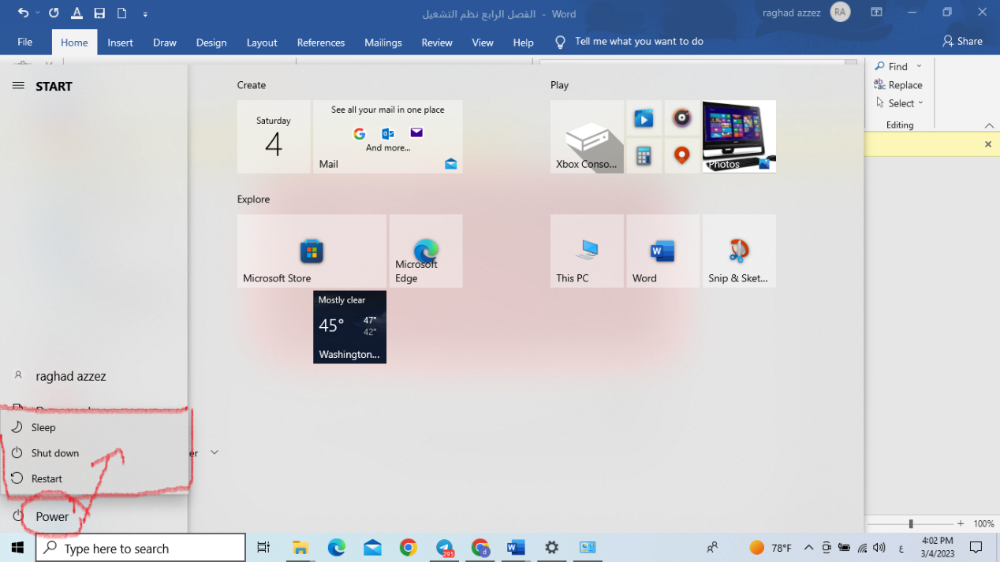 الفصل الرابع نظم التشغيل - Word
raghad azzez
RA
File Home Insert Draw Design Layout References Mailings Review View Help Tell me what you want to do Share
Find
Replace
Select
Editing
START
Create
Saturday
4
See all your mail in one place
And more...
Mail
Play
Xbox Conso...
Photos
Explore
Microsoft Store
Microsoft
Edge
This PC
Word
Snip & Sket...
Mostly clear
45°
47°
42°
Washington...
raghad azzez
Sleep
Shut down
er
Restart
Power
100%
Type here to search
295
d
78°F
ع
4:02 PM
3/4/2023